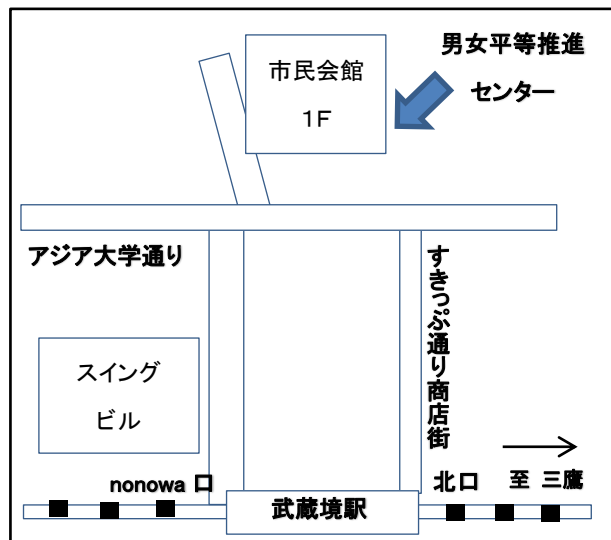 男女平等推進
センター
市民会館
1F
アジア大学通り
すきっぷ通り商店街
スイング
ビル
nonowa 口
北口
至 三鷹
武蔵境駅